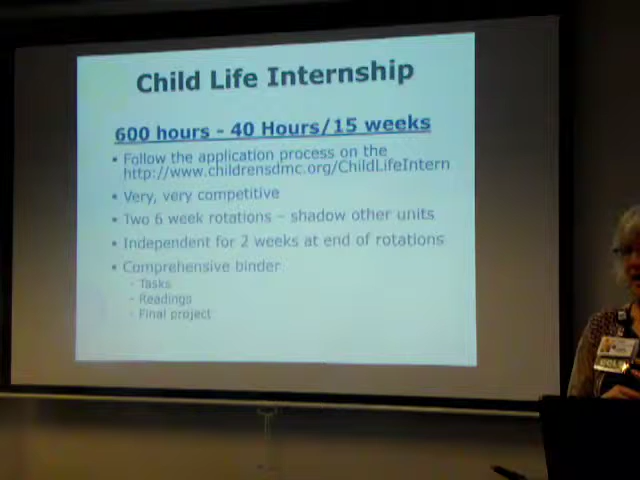 Child Life Internship
600 hours - 40 Hours/15 weeks
• Follow the application process on the
http://www.childrensdmc.org/ChildLifeIntern
• Very, very competitive
• Two 6 week rotations – shadow other units
• Independent for 2 weeks at end of rotations
• Comprehensive binder
- Tasks
- Readings
- Final project